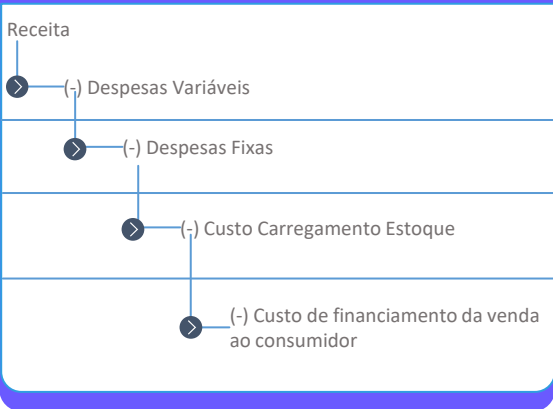 Receita
(-) Despesas Variáveis
(-) Despesas Fixas
(-) Custo Carregamento Estoque
(-) Custo de financiamento da venda
ao consumidor